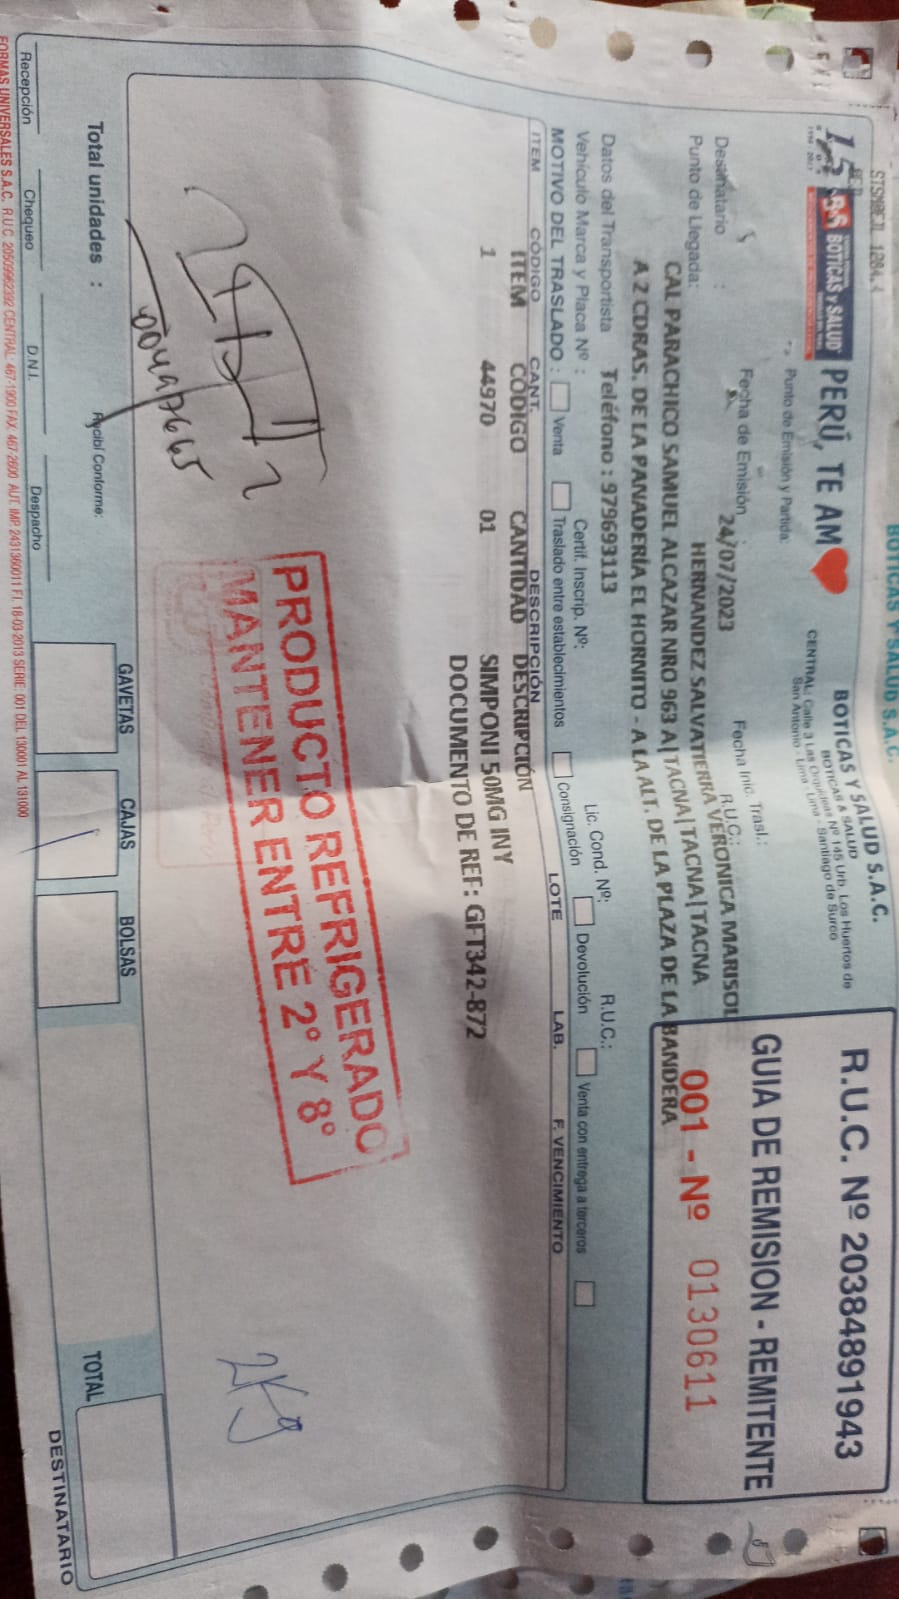 BOTICAS Y SALUD S.A.C.
BOTICAS Y SALUD
PERÚ, TE AM
BOTICAS Y SALUD S.A.C.
BOTICAS & SALUD
CENTRAL: Calle 3 Las Orquídeas Nº 145 Urb. Los Huertos de
San Antonio - Lima - Lima - Santiago de Surco
R.U.C. Nº 20384891943
GUIA DE REMISION - REMITENTE
001 - Nº 0130611
Punto de Emisión y Partida:
Fecha de Emisión 24/07/2023 Fecha Inic. Trasl.:
Destinatario : HERNANDEZ SALVATIERRA VERONICA MARISOL R.U.C.:
Punto de Llegada: CAL PARACHICO SAMUEL ALCAZAR NRO 963 A | TACNA | TACNA | TACNA
A 2 CDRAS. DE LA PANADERÍA EL HORNITO - A LA ALT. DE LA PLAZA DE LA BANDERA
Datos del Transportista Teléfono : 979693113 R.U.C.:
Vehículo Marca y Placa Nº : Certif. Inscrip. Nº: Lic. Cond. Nº:
MOTIVO DEL TRASLADO : Venta Traslado entre establecimientos Consignación Devolución Venta con entrega a terceros
ITEM CÓDIGO CANT. DESCRIPCIÓN LOTE LAB. F. VENCIMIENTO
ITEM CÓDIGO CANTIDAD DESCRIPCIÓN
1 44970 01 SIMPONI 50MG INY
DOCUMENTO DE REF: GFT342-872
PRODUCTO REFRIGERADO
MANTENER ENTRE 2° Y 8°
2Kg
Total unidades : Recibí Conforme: GAVETAS CAJAS BOLSAS TOTAL
Recepción Chequeo D.N.I. Despacho
DESTINATARIO